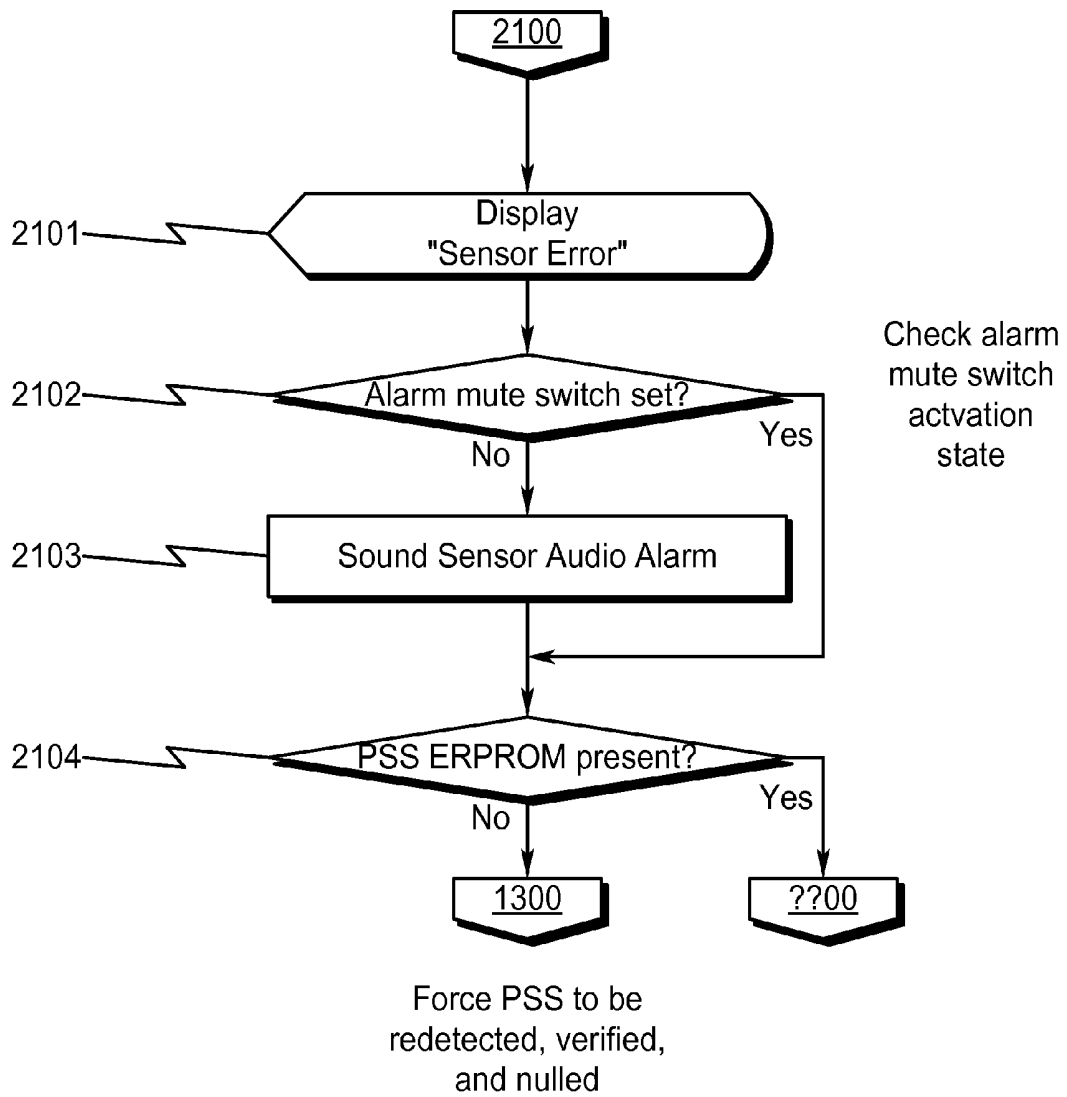 2100
2101
Display
"Sensor Error"
2102
Alarm mute switch set?
Check alarm
mute switch
actvation
state
Yes
No
2103
Sound Sensor Audio Alarm
2104
PSS ERPROM present?
Yes
No
1300
??00
Force PSS to be
redetected, verified,
and nulled